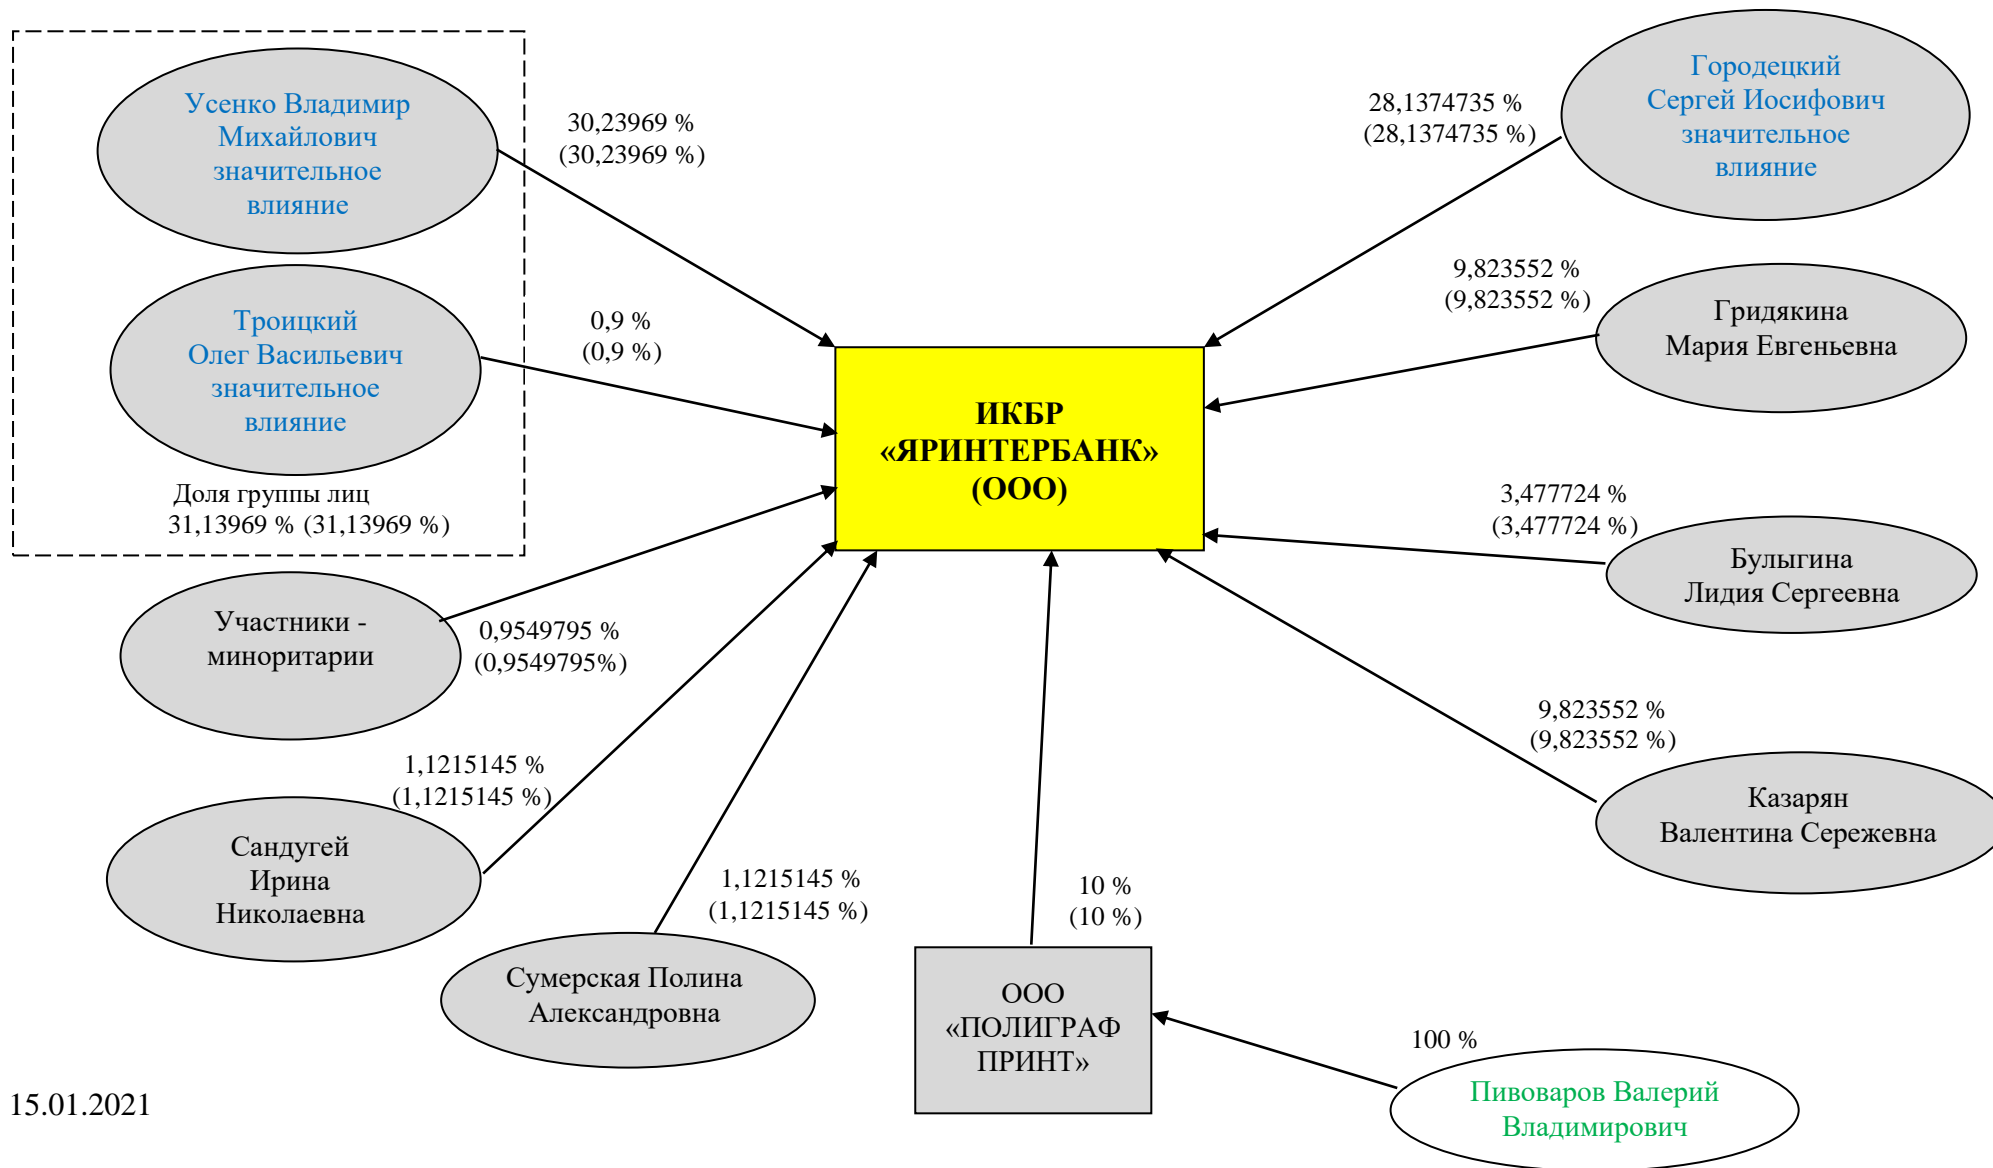 Усенко Владимир
Михайлович
значительное
влияние
30,23969 %
(30,23969 %)
Троицкий
Олег Васильевич
значительное
влияние
0,9 %
(0,9 %)
Доля группы лиц
31,13969 % (31,13969 %)
Городецкий
Сергей Иосифович
значительное
влияние
28,1374735 %
(28,1374735 %)
9,823552 %
(9,823552 %)
Гридякина
Мария Евгеньевна
ИКБР
«ЯРИНТЕРБАНК»
(ООО)
3,477724 %
(3,477724 %)
Булыгина
Лидия Сергеевна
Участники -
миноритарии
0,9549795 %
(0,9549795%)
9,823552 %
(9,823552 %)
Казарян
Валентина Сережевна
1,1215145 %
(1,1215145 %)
Сандугей
Ирина
Николаевна
1,1215145 %
(1,1215145 %)
Сумерская Полина
Александровна
10 %
(10 %)
ООО
«ПОЛИГРАФ
ПРИНТ»
100 %
Пивоваров Валерий
Владимирович
15.01.2021